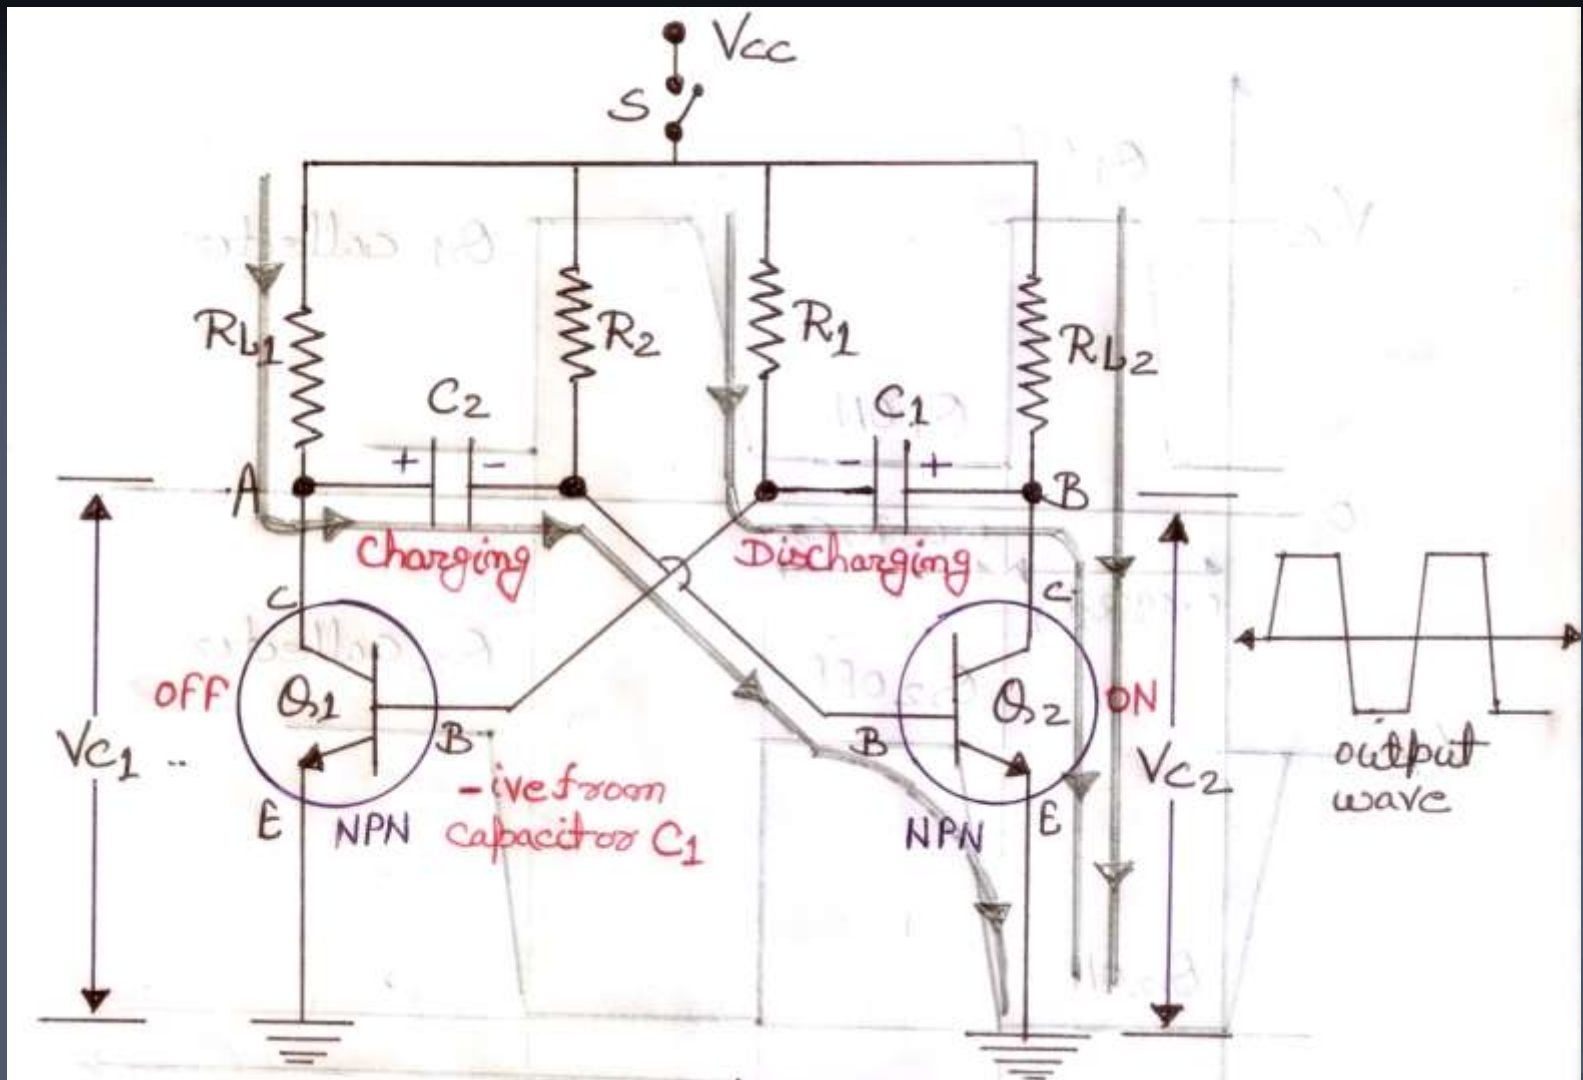 Vcc
S
RL1
R2
R1
RL2
C2
C1
+
-
-
+
A
B
Charging
Discharging
C
C
OFF
Q1
B
B
Q2
ON
VC1 ..
VC2
output
wave
-ive from
capacitor C1
E
NPN
NPN
E